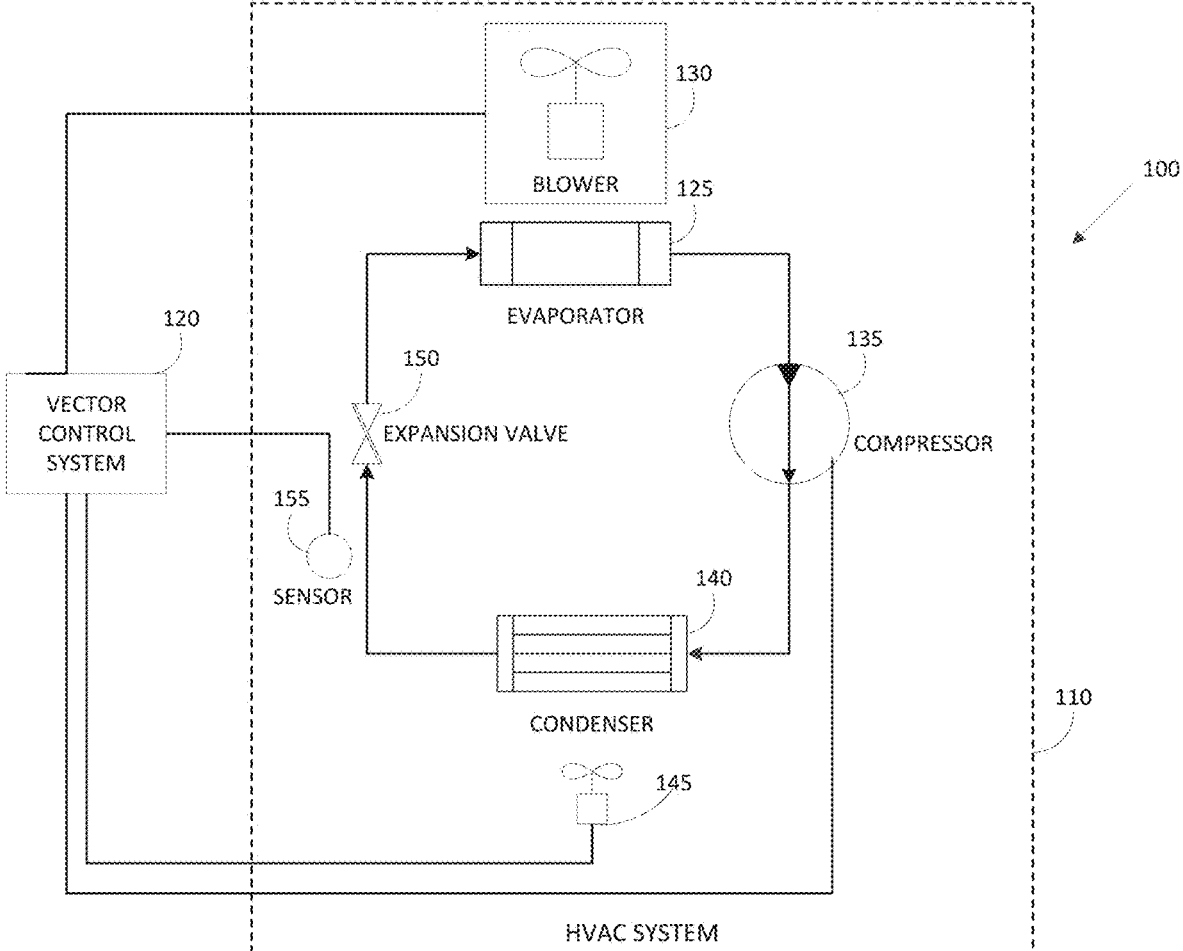 130
BLOWER
125
100
EVAPORATOR
120
150
135
VECTOR
CONTROL
SYSTEM
EXPANSION VALVE
COMPRESSOR
155
SENSOR
140
CONDENSER
110
145
HVAC SYSTEM